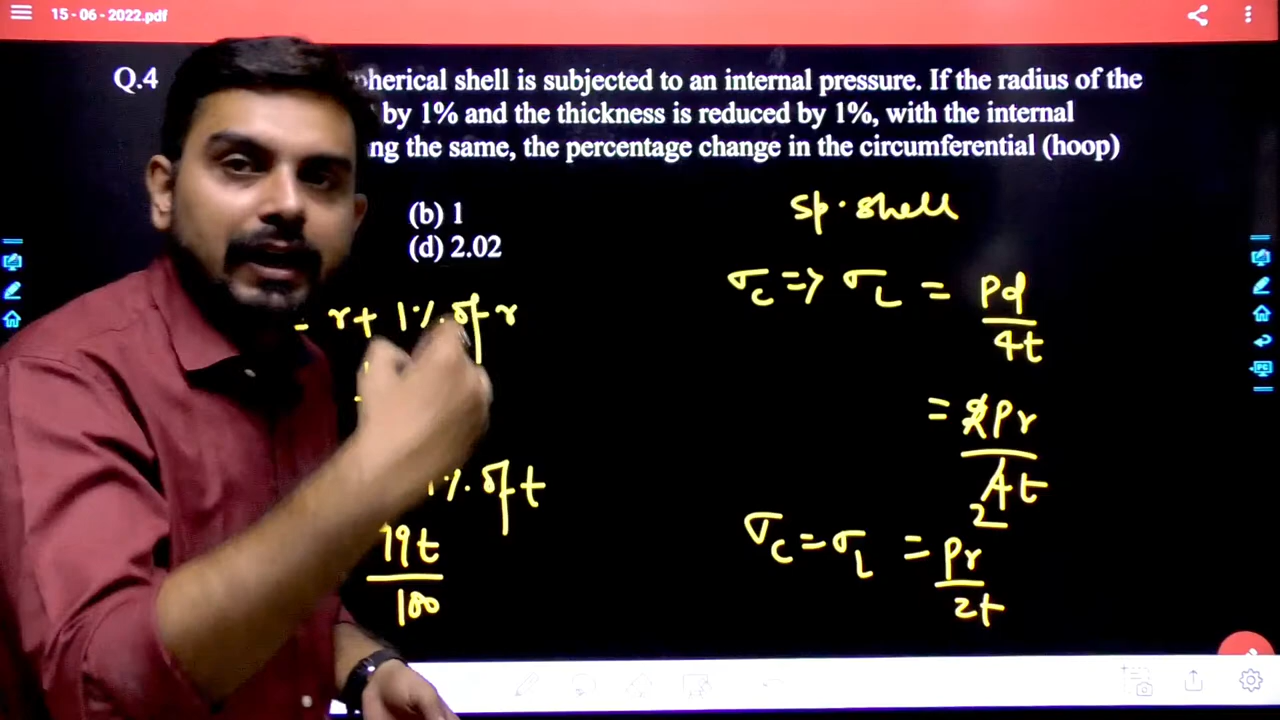 15 - 06 - 2022.pdf
Q.4 pherical shell is subjected to an internal pressure. If the radius of the
by 1% and the thickness is reduced by 1%, with the internal
ng the same, the percentage change in the circumferential (hoop)
(b) 1
(d) 2.02
= r + 1% of r
1% of t
99t
100
Sp. shell
σc => σL = Pd
4t
= 2Pr
4t
2
σc = σL = Pr
2t